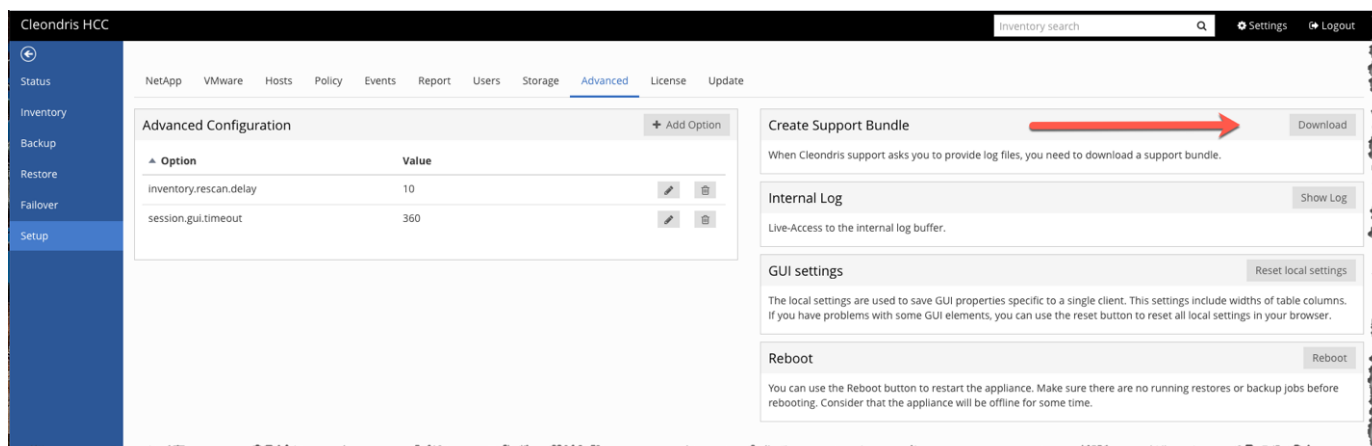 Cleondris HCC
Inventory search
Settings
Logout
Status
Inventory
Backup
Restore
Failover
Setup
NetApp VMware Hosts Policy Events Report Users Storage Advanced License Update
Advanced Configuration
+ Add Option
Option Value
inventory.rescan.delay 10
session.gui.timeout 360
Create Support Bundle
Download
When Cleondris support asks you to provide log files, you need to download a support bundle.
Internal Log
Show Log
Live-Access to the internal log buffer.
GUI settings
Reset local settings
The local settings are used to save GUI properties specific to a single client. This settings include widths of table columns.
If you have problems with some GUI elements, you can use the reset button to reset all local settings in your browser.
Reboot
Reboot
You can use the Reboot button to restart the appliance. Make sure there are no running restores or backup jobs before
rebooting. Consider that the appliance will be offline for some time.